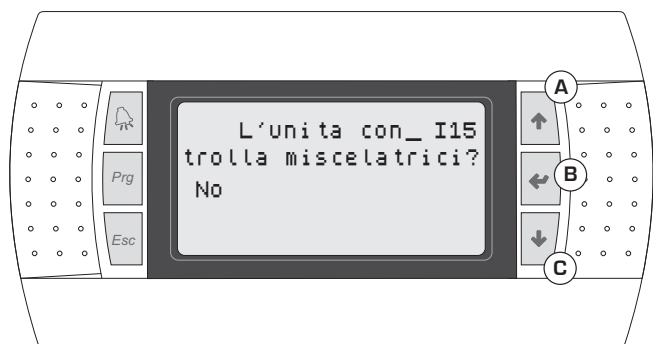 A
L'unita con_ I15
trolla miscelatrici?
No
Prg
B
Esc
C